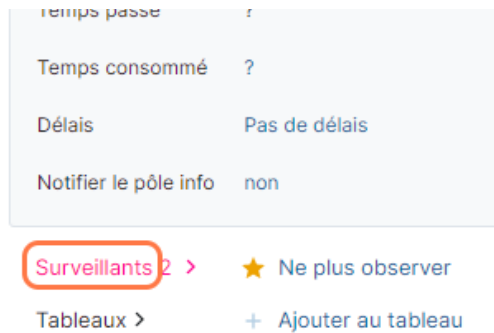 Temps passé ?
Temps consommé ?
Délais Pas de délais
Notifier le pôle info non
Surveillants 2 > ★ Ne plus observer
Tableaux > + Ajouter au tableau